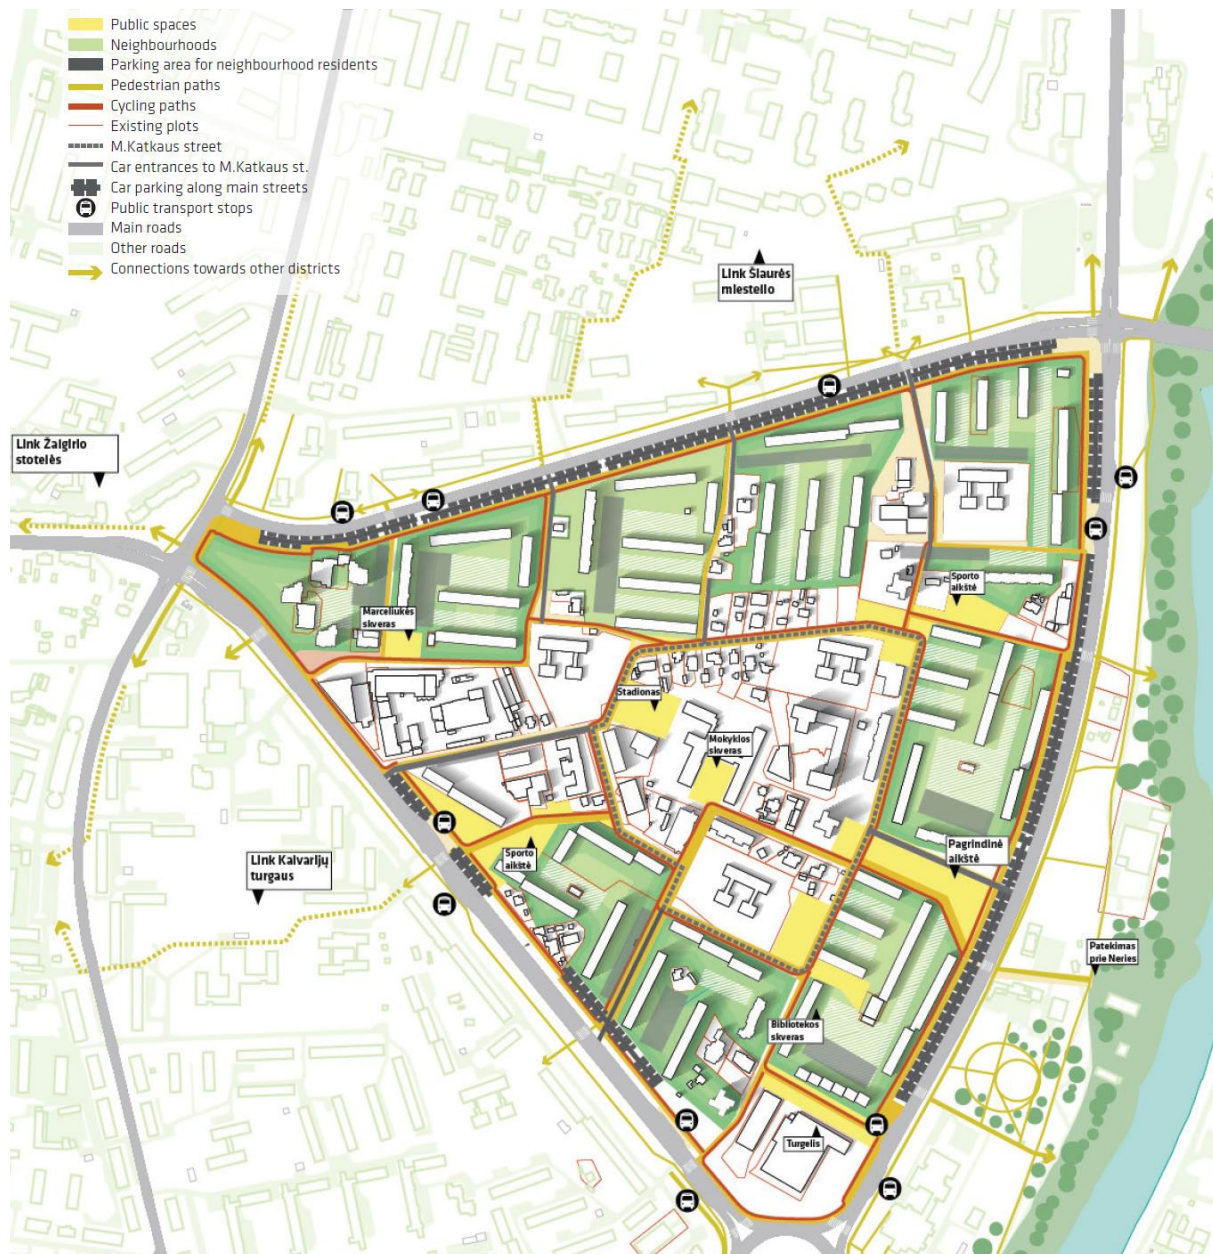 Public spaces
Neighbourhoods
Parking area for neighbourhood residents
Pedestrian paths
Cycling paths
Existing plots
M.Katkaus street
Car entrances to M.Katkaus st.
Car parking along main streets
Public transport stops
Main roads
Other roads
Connections towards other districts
Link Šiaurės
miestelio
Link Žalgirio
stotelės
Sporto
aikštė
Marceliukės
skveras
Stadionas
Mokyklos
skveras
Pagrindinė
aikštė
Sporto
aikštė
Link Kalvarijų
turgaus
Patekimas
prie Neries
Bibliotekos
skveras
Turgelis